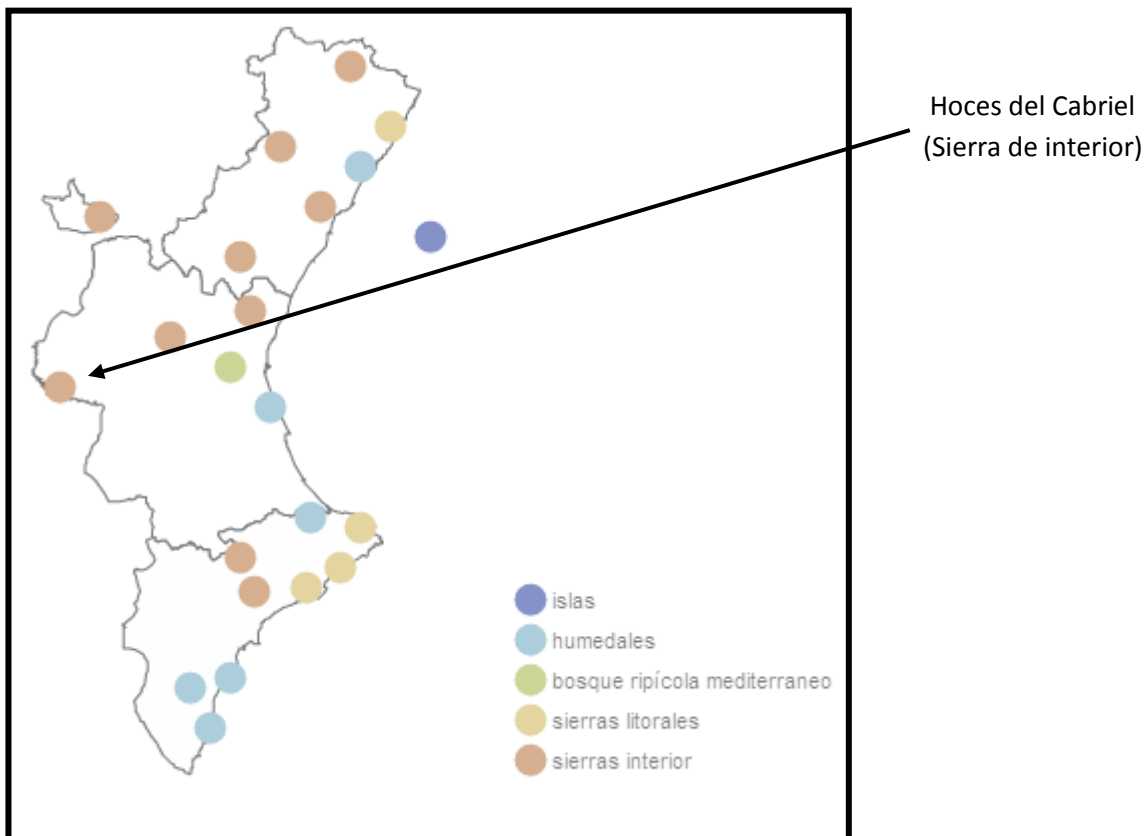 Hoces del Cabriel
(Sierra de interior)
islas
humedales
bosque ripícola mediterraneo
sierras litorales
sierras interior